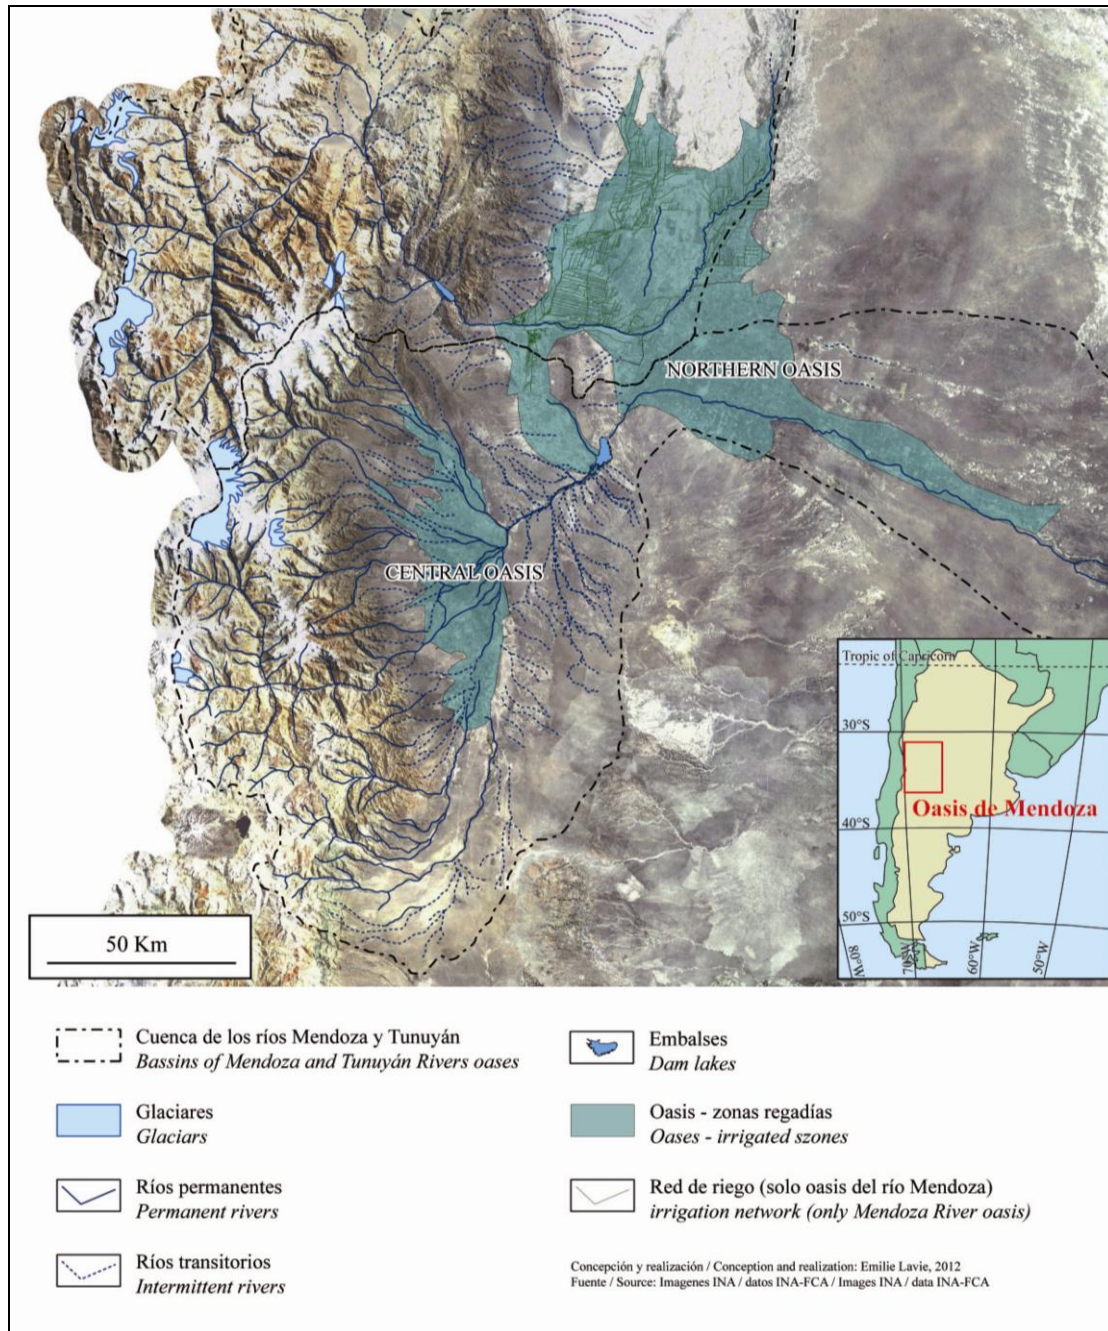 NORTHERN OASIS
CENTRAL OASIS
Tropic of Capricorn
30°S
Oasis de Mendoza
40°S
50°S
80°W
70°W
60°W
50°W
50 Km
Cuenca de los ríos Mendoza y Tunuyán
Bassins of Mendoza and Tunuyán Rivers oases
Glaciares
Glaciars
Ríos permanentes
Permanent rivers
Ríos transitorios
Intermittent rivers
Embalses
Dam lakes
Oasis - zonas regadías
Oases - irrigated szones
Red de riego (solo oasis del río Mendoza)
irrigation network (only Mendoza River oasis)
Concepción y realización / Conception and realization: Emilie Lavie, 2012
Fuente / Source: Imagenes INA / datos INA-FCA / Images INA / data INA-FCA